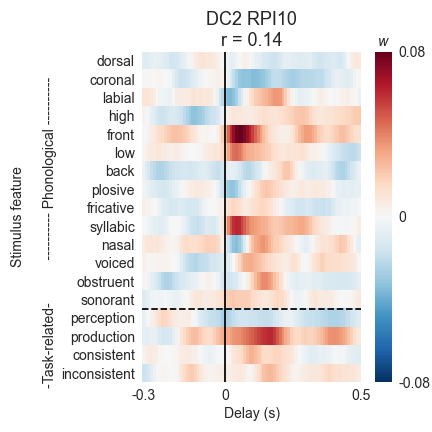 DC2 RPI10
r = 0.14
w
dorsal
coronal
labial
high
front
low
back
plosive
fricative
syllabic
nasal
voiced
obstruent
sonorant
perception
production
consistent
inconsistent
Stimulus feature
-Task-related- ---------- Phonological ----------
0.08
0
-0.08
-0.3 0 0.5
Delay (s)